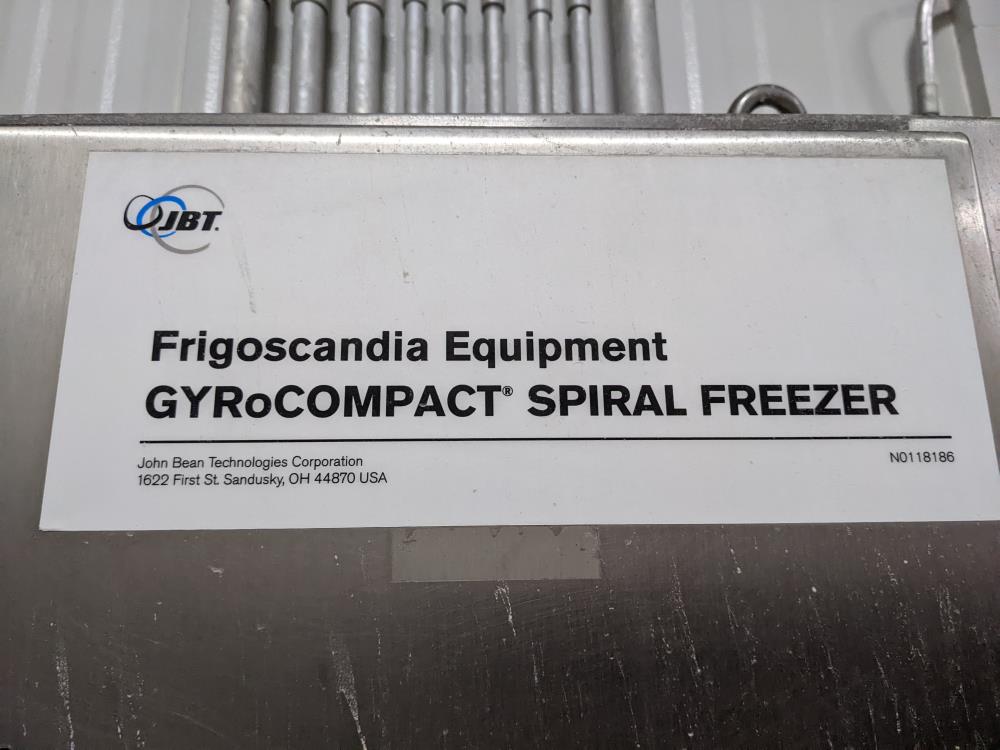 JBT.
Frigoscandia Equipment
GYRoCOMPACT® SPIRAL FREEZER
John Bean Technologies Corporation
1622 First St. Sandusky, OH 44870 USA
N0118186